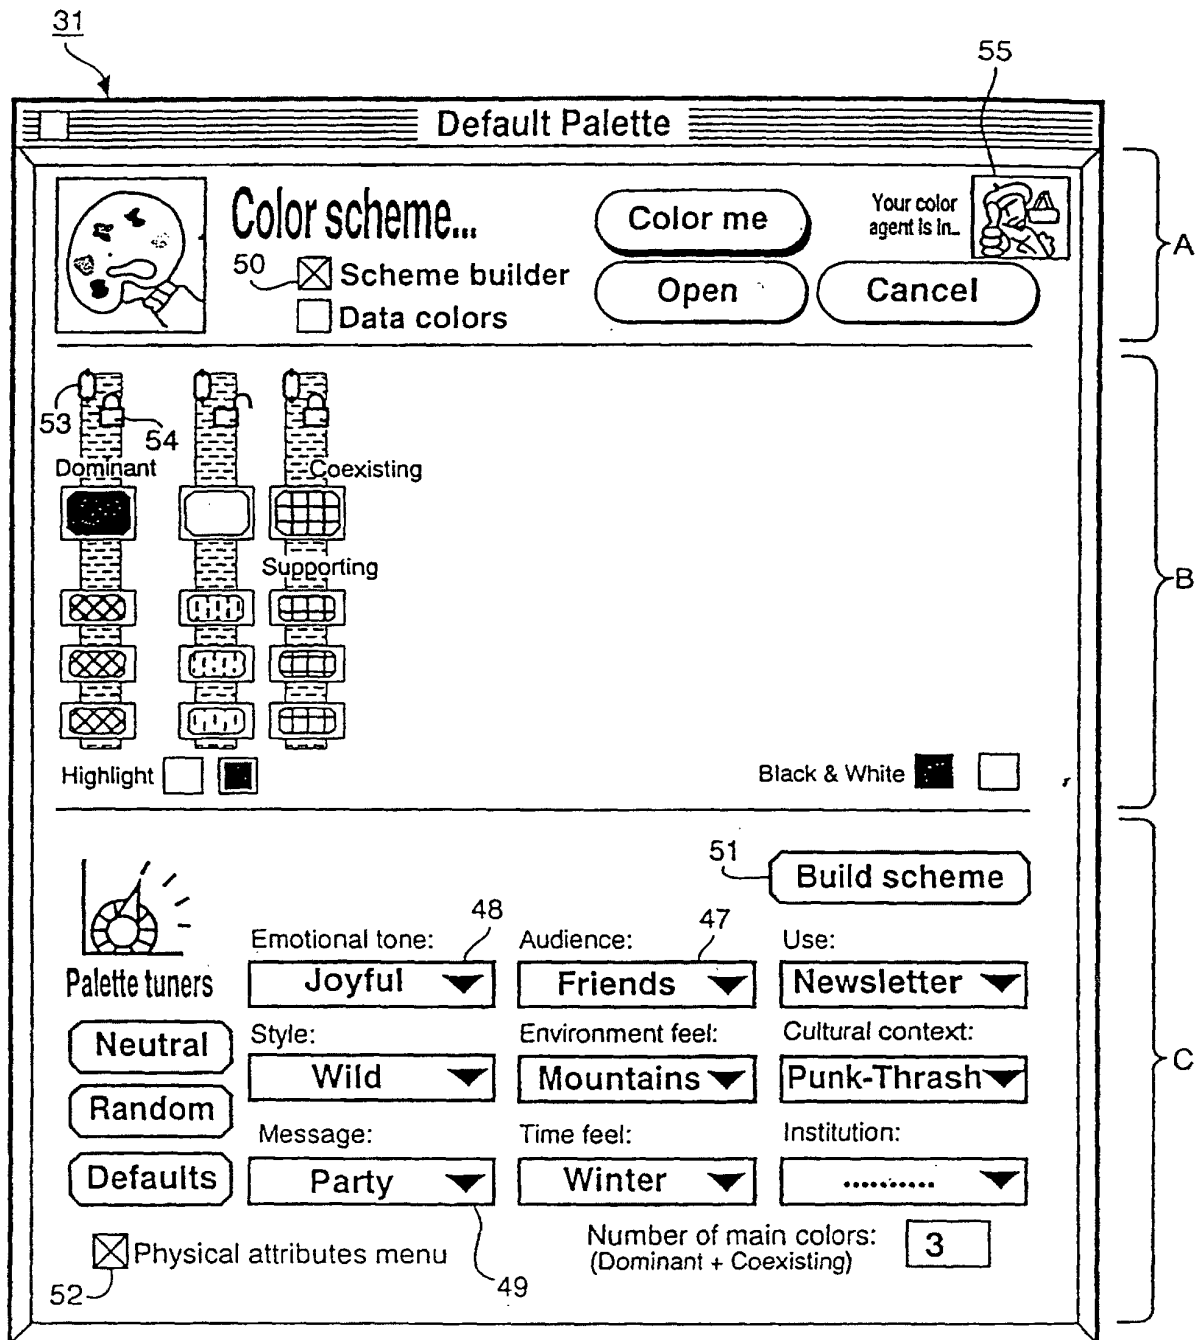 31
55
Default Palette
Color scheme...
Color me
Your color
agent is in...
A
50
Scheme builder
Open
Cancel
Data colors
53
54
Dominant
Coexisting
Supporting
B
Highlight
Black & White
51
Build scheme
48
47
Emotional tone:
Audience:
Use:
Palette tuners
Joyful
Friends
Newsletter
Style:
Environment feel:
Cultural context:
Neutral
Wild
Mountains
Punk-Thrash
C
Random
Message:
Time feel:
Institution:
Defaults
Party
Winter
..........
Number of main colors:
3
Physical attributes menu
(Dominant + Coexisting)
52
49